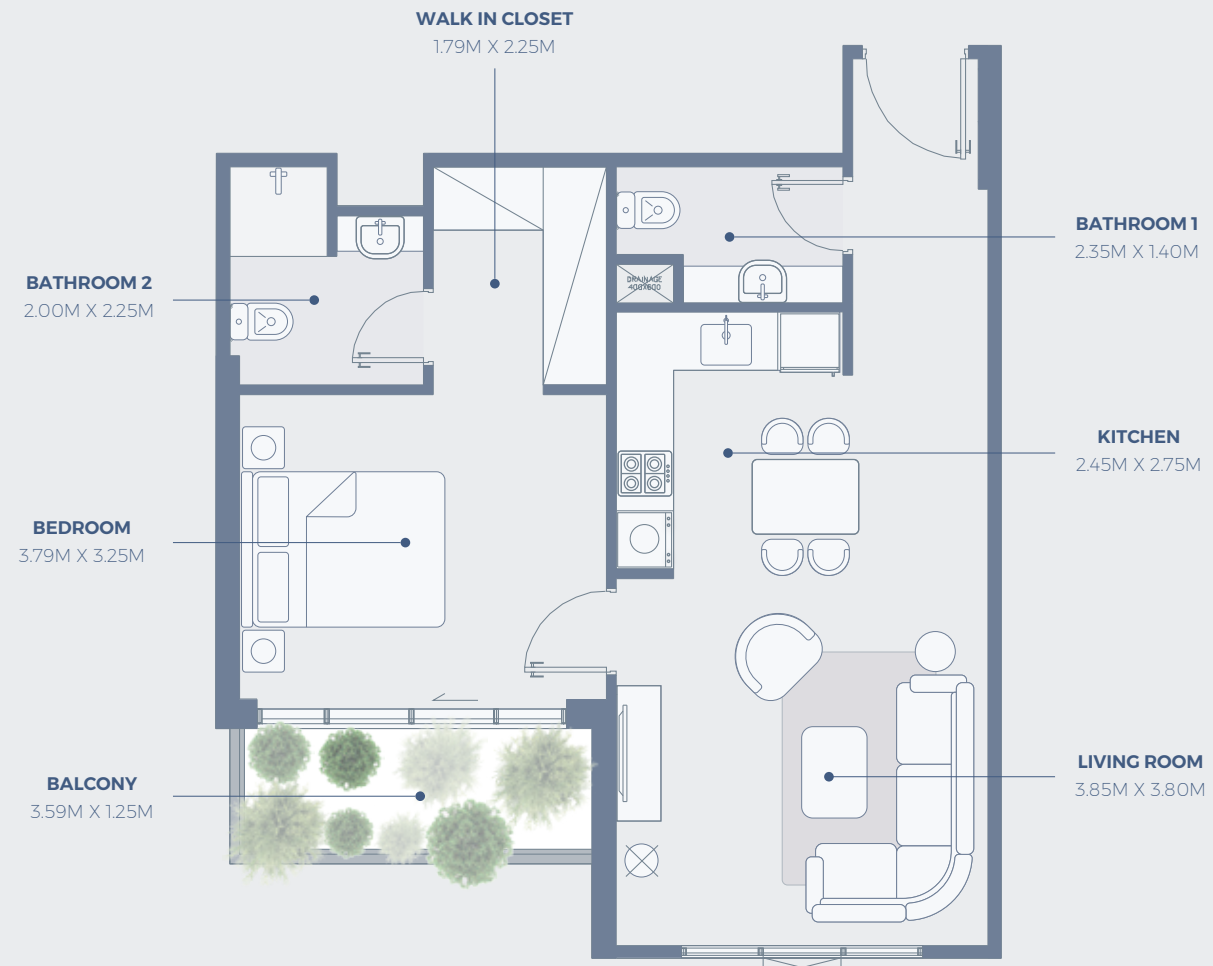 WALK IN CLOSET
1.79M X 2.25M
BATHROOM 1
2.35M X 1.40M
BATHROOM 2
2.00M X 2.25M
DRAINAGE
400X600
KITCHEN
2.45M X 2.75M
BEDROOM
3.79M X 3.25M
LIVING ROOM
3.85M X 3.80M
BALCONY
3.59M X 1.25M